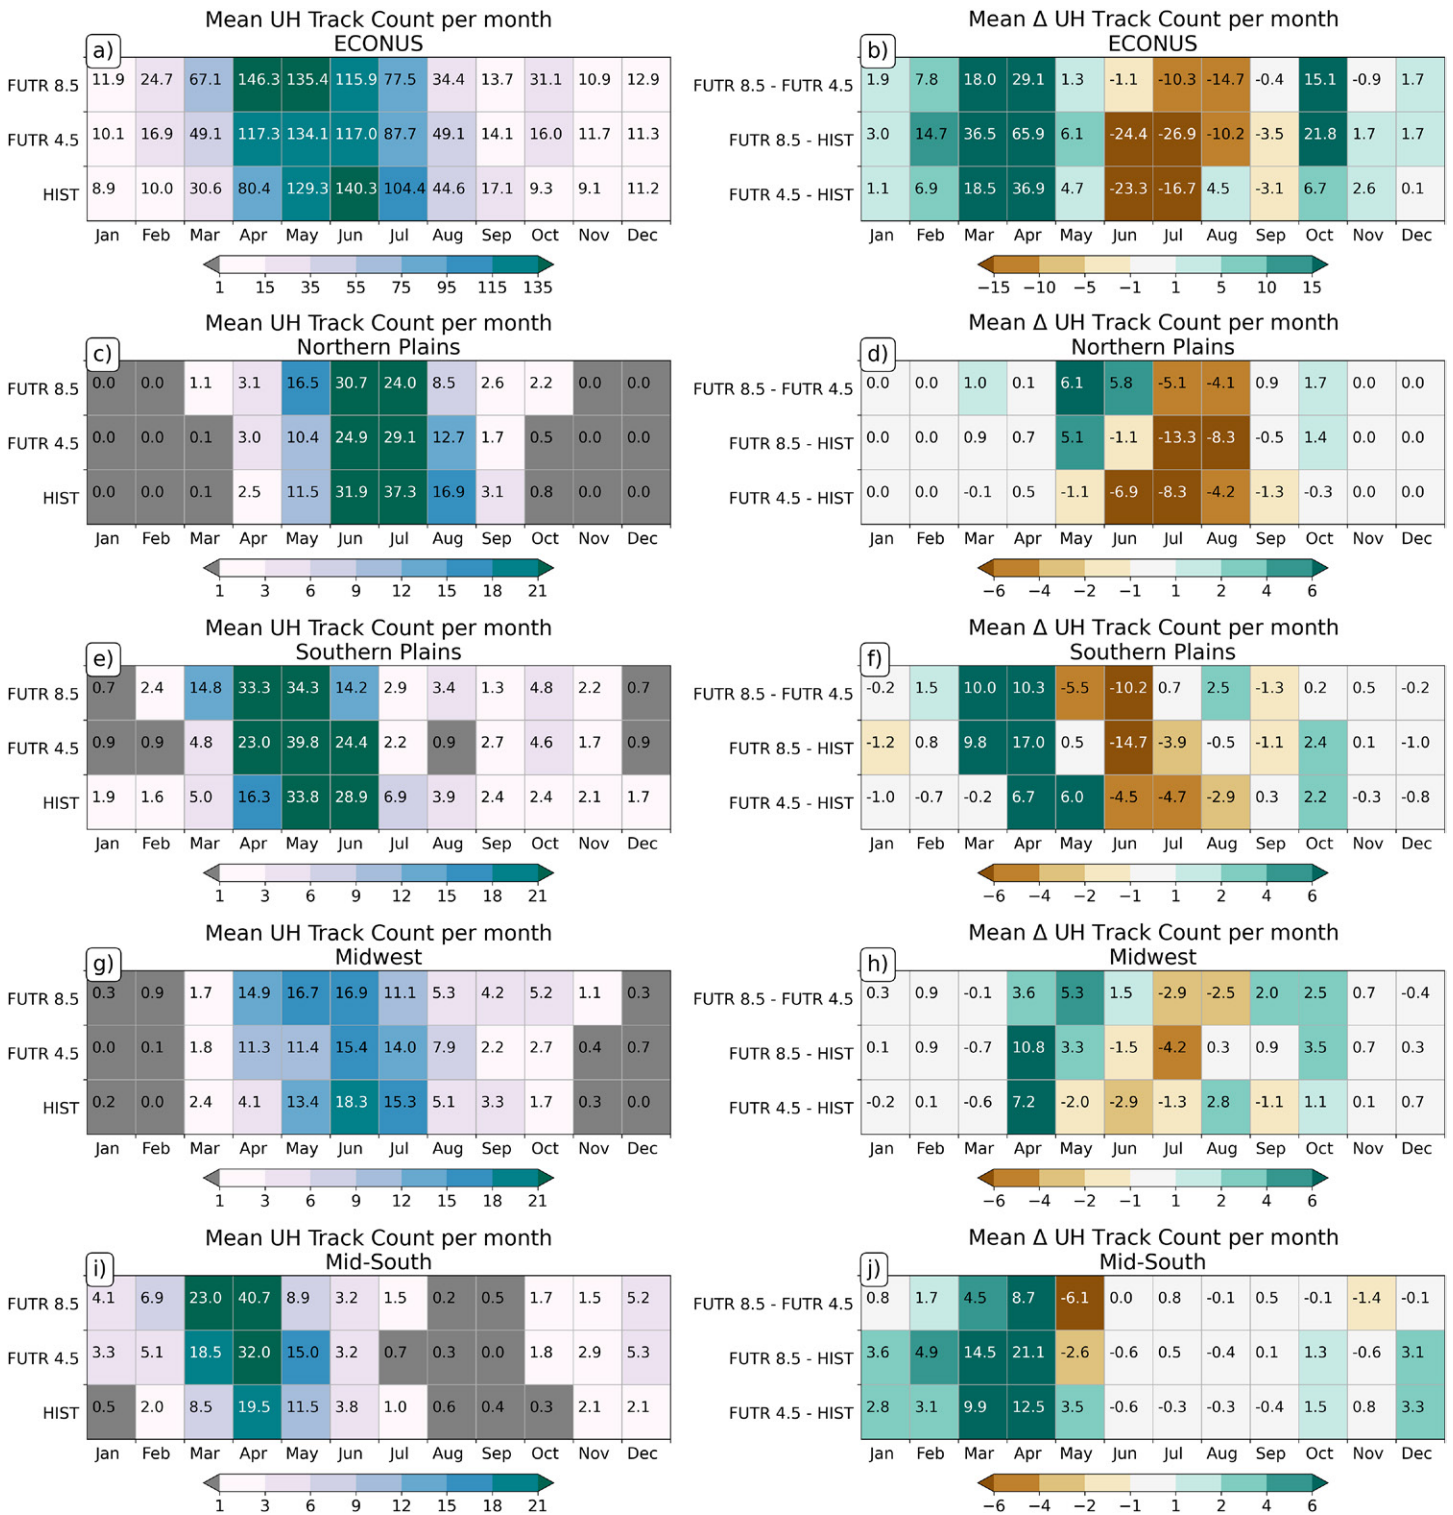 Mean UH Track Count per month
ECONUS
a)
FUTR 8.5 11.9 24.7 67.1 146.3 135.4 115.9 77.5 34.4 13.7 31.1 10.9 12.9
FUTR 4.5 10.1 16.9 49.1 117.3 134.1 117.0 87.7 49.1 14.1 16.0 11.7 11.3
HIST 8.9 10.0 30.6 80.4 129.3 140.3 104.4 44.6 17.1 9.3 9.1 11.2
Jan Feb Mar Apr May Jun Jul Aug Sep Oct Nov Dec
1 15 35 55 75 95 115 135
Mean Δ UH Track Count per month
ECONUS
b)
FUTR 8.5 - FUTR 4.5 1.9 7.8 18.0 29.1 1.3 -1.1 -10.3 -14.7 -0.4 15.1 -0.9 1.7
FUTR 8.5 - HIST 3.0 14.7 36.5 65.9 6.1 -24.4 -26.9 -10.2 -3.5 21.8 1.7 1.7
FUTR 4.5 - HIST 1.1 6.9 18.5 36.9 4.7 -23.3 -16.7 4.5 -3.1 6.7 2.6 0.1
Jan Feb Mar Apr May Jun Jul Aug Sep Oct Nov Dec
−15 −10 −5 −1 1 5 10 15
Mean UH Track Count per month
Northern Plains
c)
FUTR 8.5 0.0 0.0 1.1 3.1 16.5 30.7 24.0 8.5 2.6 2.2 0.0 0.0
FUTR 4.5 0.0 0.0 0.1 3.0 10.4 24.9 29.1 12.7 1.7 0.5 0.0 0.0
HIST 0.0 0.0 0.1 2.5 11.5 31.9 37.3 16.9 3.1 0.8 0.0 0.0
Jan Feb Mar Apr May Jun Jul Aug Sep Oct Nov Dec
1 3 6 9 12 15 18 21
Mean Δ UH Track Count per month
Northern Plains
d)
FUTR 8.5 - FUTR 4.5 0.0 0.0 1.0 0.1 6.1 5.8 -5.1 -4.1 0.9 1.7 0.0 0.0
FUTR 8.5 - HIST 0.0 0.0 0.9 0.7 5.1 -1.1 -13.3 -8.3 -0.5 1.4 0.0 0.0
FUTR 4.5 - HIST 0.0 0.0 -0.1 0.5 -1.1 -6.9 -8.3 -4.2 -1.3 -0.3 0.0 0.0
Jan Feb Mar Apr May Jun Jul Aug Sep Oct Nov Dec
−6 −4 −2 −1 1 2 4 6
Mean UH Track Count per month
Southern Plains
e)
FUTR 8.5 0.7 2.4 14.8 33.3 34.3 14.2 2.9 3.4 1.3 4.8 2.2 0.7
FUTR 4.5 0.9 0.9 4.8 23.0 39.8 24.4 2.2 0.9 2.7 4.6 1.7 0.9
HIST 1.9 1.6 5.0 16.3 33.8 28.9 6.9 3.9 2.4 2.4 2.1 1.7
Jan Feb Mar Apr May Jun Jul Aug Sep Oct Nov Dec
1 3 6 9 12 15 18 21
Mean Δ UH Track Count per month
Southern Plains
f)
FUTR 8.5 - FUTR 4.5 -0.2 1.5 10.0 10.3 -5.5 -10.2 0.7 2.5 -1.3 0.2 0.5 -0.2
FUTR 8.5 - HIST -1.2 0.8 9.8 17.0 0.5 -14.7 -3.9 -0.5 -1.1 2.4 0.1 -1.0
FUTR 4.5 - HIST -1.0 -0.7 -0.2 6.7 6.0 -4.5 -4.7 -2.9 0.3 2.2 -0.3 -0.8
Jan Feb Mar Apr May Jun Jul Aug Sep Oct Nov Dec
−6 −4 −2 −1 1 2 4 6
Mean UH Track Count per month
Midwest
g)
FUTR 8.5 0.3 0.9 1.7 14.9 16.7 16.9 11.1 5.3 4.2 5.2 1.1 0.3
FUTR 4.5 0.0 0.1 1.8 11.3 11.4 15.4 14.0 7.9 2.2 2.7 0.4 0.7
HIST 0.2 0.0 2.4 4.1 13.4 18.3 15.3 5.1 3.3 1.7 0.3 0.0
Jan Feb Mar Apr May Jun Jul Aug Sep Oct Nov Dec
1 3 6 9 12 15 18 21
Mean Δ UH Track Count per month
Midwest
h)
FUTR 8.5 - FUTR 4.5 0.3 0.9 -0.1 3.6 5.3 1.5 -2.9 -2.5 2.0 2.5 0.7 -0.4
FUTR 8.5 - HIST 0.1 0.9 -0.7 10.8 3.3 -1.5 -4.2 0.3 0.9 3.5 0.7 0.3
FUTR 4.5 - HIST -0.2 0.1 -0.6 7.2 -2.0 -2.9 -1.3 2.8 -1.1 1.1 0.1 0.7
Jan Feb Mar Apr May Jun Jul Aug Sep Oct Nov Dec
−6 −4 −2 −1 1 2 4 6
Mean UH Track Count per month
Mid-South
i)
FUTR 8.5 4.1 6.9 23.0 40.7 8.9 3.2 1.5 0.2 0.5 1.7 1.5 5.2
FUTR 4.5 3.3 5.1 18.5 32.0 15.0 3.2 0.7 0.3 0.0 1.8 2.9 5.3
HIST 0.5 2.0 8.5 19.5 11.5 3.8 1.0 0.6 0.4 0.3 2.1 2.1
Jan Feb Mar Apr May Jun Jul Aug Sep Oct Nov Dec
1 3 6 9 12 15 18 21
Mean Δ UH Track Count per month
Mid-South
j)
FUTR 8.5 - FUTR 4.5 0.8 1.7 4.5 8.7 -6.1 0.0 0.8 -0.1 0.5 -0.1 -1.4 -0.1
FUTR 8.5 - HIST 3.6 4.9 14.5 21.1 -2.6 -0.6 0.5 -0.4 0.1 1.3 -0.6 3.1
FUTR 4.5 - HIST 2.8 3.1 9.9 12.5 3.5 -0.6 -0.3 -0.3 -0.4 1.5 0.8 3.3
Jan Feb Mar Apr May Jun Jul Aug Sep Oct Nov Dec
−6 −4 −2 −1 1 2 4 6